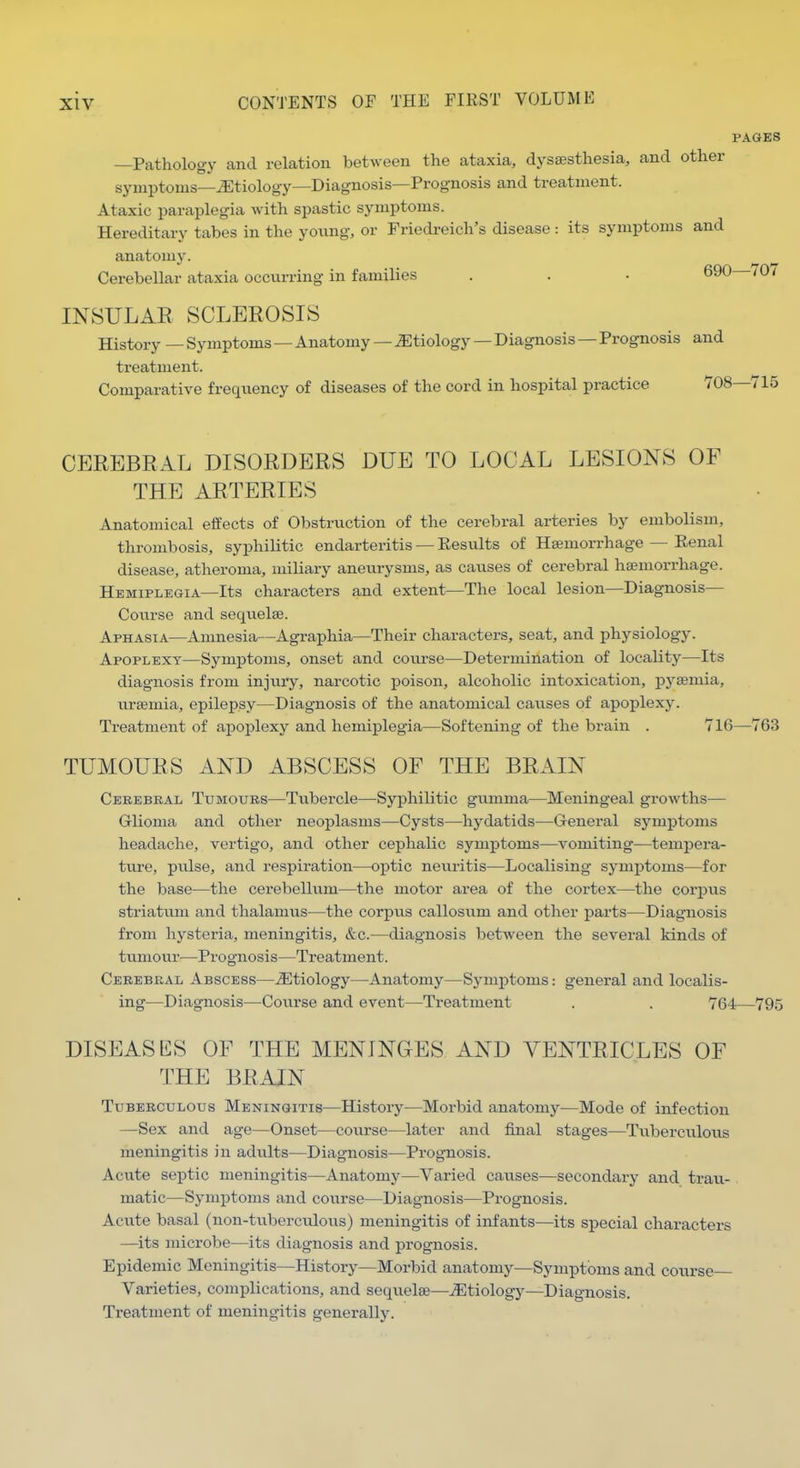 xiv CONTENTS OF THE FIRST VOLUME
PAGES
—Pathology and relation between the ataxia, dysæsthesia, and other
symptoms—Ætiology—Diagnosis—Prognosis and treatment.
Ataxic paraplegia with spastic symptoms.
Hereditary tabes in the young, or Friedreich's disease : its symptoms and
anatomy.
Cerebellar ataxia occurring in families . . . 690—707
INSULAR SCLEROSIS
History—Symptoms—Anatomy—Ætiology—Diagnosis—Prognosis and
treatment.
Comparative frequency of diseases of the cord in hospital practice 708—715
CEREBRAL DISORDERS DUE TO LOCAL LESIONS OF
THE ARTERIES
Anatomical effects of Obstruction of the cerebral arteries by embolism,
thrombosis, syphilitic endarteritis—Results of Hæmorrhage—Renal
disease, atheroma, miliary aneurysms, as causes of cerebral hæmorrhage.
HEMIPLEGIA—Its characters and extent—The local lesion—Diagnosis—
Course and sequelæ.
APHASIA—Amnesia—Agraphia—Their characters, seat, and physiology.
APOPLEXY—Symptoms, onset and course—Determination of locality—Its
diagnosis from injury, narcotic poison, alcoholic intoxication, pyæmia,
uræmia, epilepsy—Diagnosis of the anatomical causes of apoplexy.
Treatment of apoplexy and hemiplegia—Softening of the brain . 716—763
TUMOURS AND ABSCESS OF THE BRAIN
CEREBRAL TUMOURS—Tubercle—Syphilitic gumma—Meningeal growths—
Glioma and other neoplasms—Cysts—hydatids—General symptoms
headache, vertigo, and other cephalic symptoms—vomiting—tempera-
ture, pulse, and respiration—optic neuritis—Localising symptoms—for
the base—the cerebellum—the motor area of the cortex—the corpus
striatum and thalamus—the corpus callosum and other parts—Diagnosis
from hysteria, meningitis, &c.—diagnosis between the several kinds of
tumour—Prognosis—Treatment.
CEREBRAL ABSCESS—Ætiology—Anatomy—Symptoms: general and localis-
ing—Diagnosis—Course and event—Treatment . . 764—795
DISEASES OF THE MENINGES AND VENTRICLES OF
THE BRAIN
TUBERCULOUS MENINGITIS—History—Morbid anatomy—Mode of infection
—Sex and age—Onset—course—later and final stages—Tuberculous
meningitis in adults—Diagnosis—Prognosis.
Acute septic meningitis—Anatomy—Varied causes—secondary and trau-
matic—Symptoms and course—Diagnosis—Prognosis.
Acute basal (non-tuberculous) meningitis of infants—its special characters
—its microbe—its diagnosis and prognosis.
Epidemic Meningitis—History—Morbid anatomy—Symptoms and course—
Varieties, complications, and sequelæ—Ætiology—Diagnosis.
Treatment of meningitis generally.